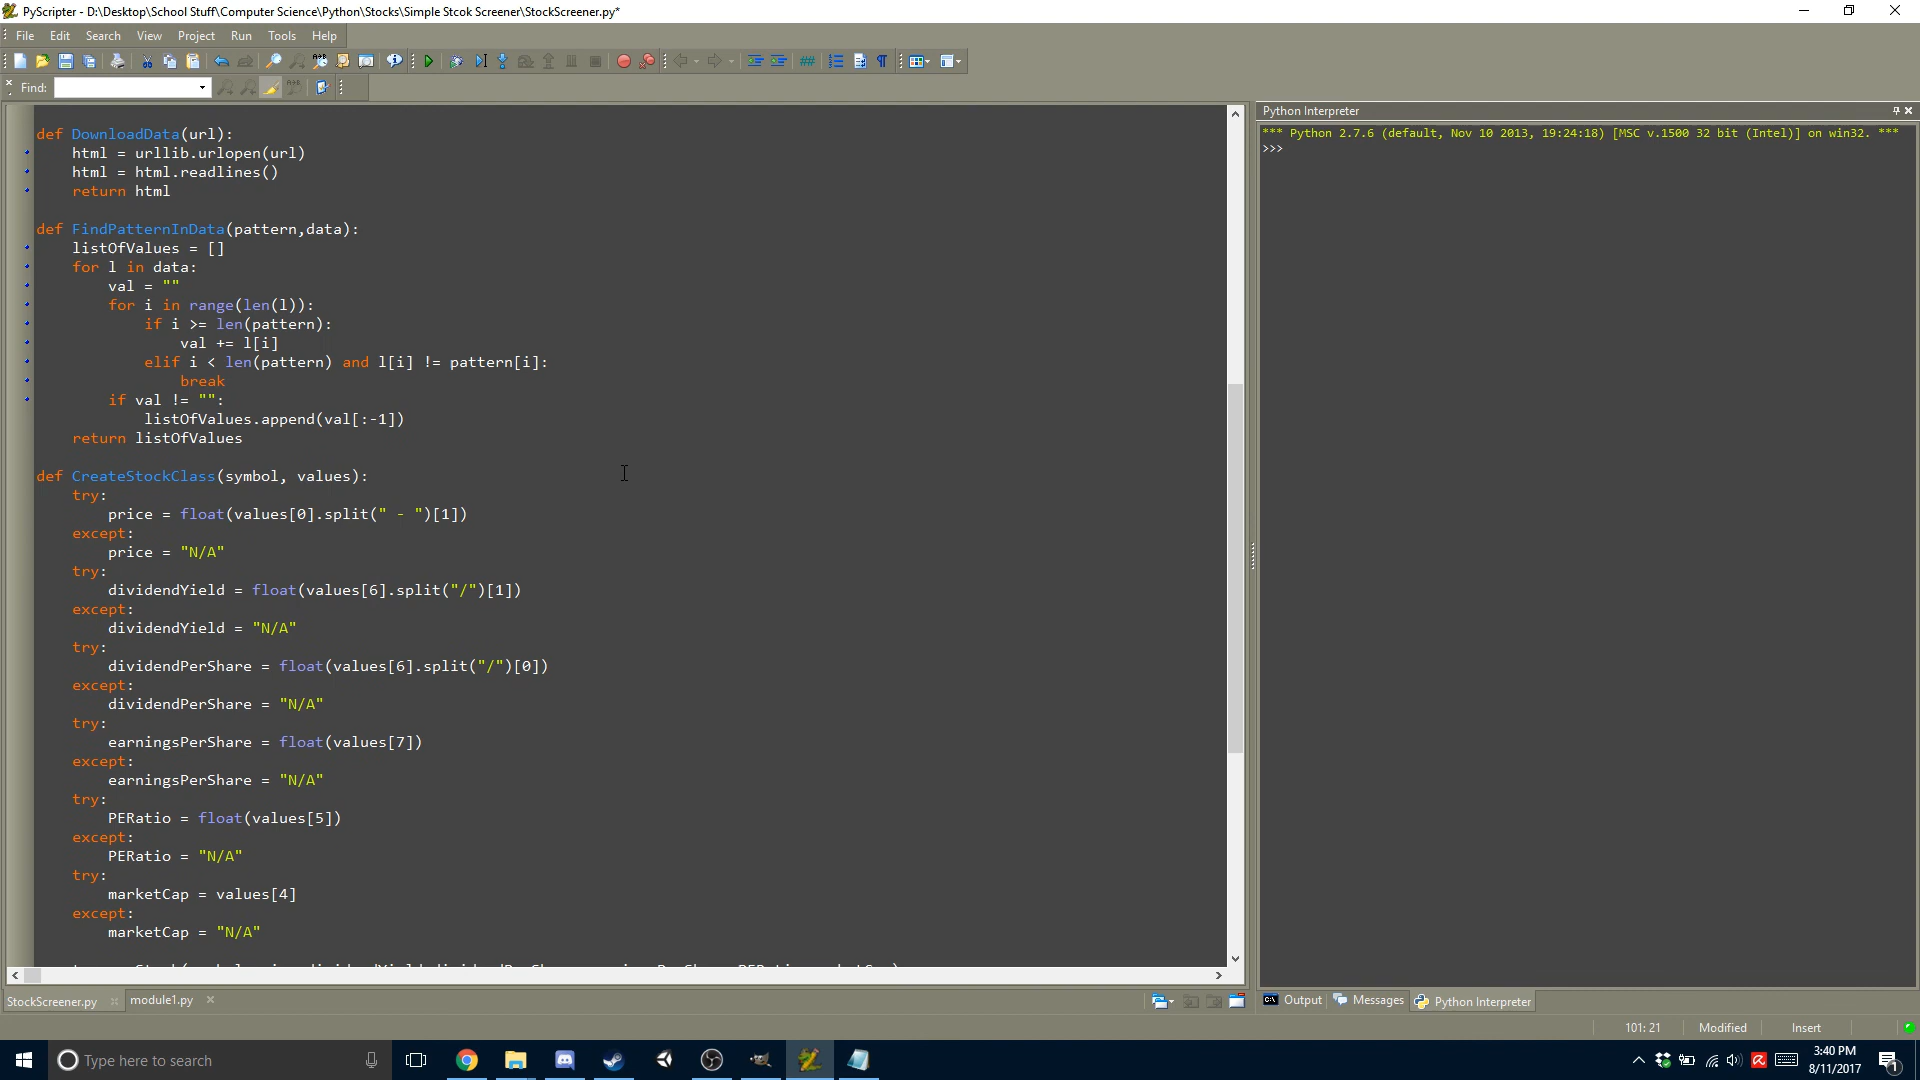 PyScripter - D:\Desktop\School Stuff\Computer Science\Python\Stocks\Simple Stcok Screener\StockScreener.py*
File Edit Search View Project Run Tools Help
Find:
def DownloadData(url):
html = urllib.urlopen(url)
html = html.readlines()
return html
def FindPatternInData(pattern,data):
listOfValues = []
for l in data:
val = ""
for i in range(len(l)):
if i >= len(pattern):
val += l[i]
elif i < len(pattern) and l[i] != pattern[i]:
break
if val != "":
listOfValues.append(val[:-1])
return listOfValues
def CreateStockClass(symbol, values):
try:
price = float(values[0].split(" - ")[1])
except:
price = "N/A"
try:
dividendYield = float(values[6].split("/")[1])
except:
dividendYield = "N/A"
try:
dividendPerShare = float(values[6].split("/")[0])
except:
dividendPerShare = "N/A"
try:
earningsPerShare = float(values[7])
except:
earningsPerShare = "N/A"
try:
PERatio = float(values[5])
except:
PERatio = "N/A"
try:
marketCap = values[4]
except:
marketCap = "N/A"
StockScreener.py module1.py
Python Interpreter
*** Python 2.7.6 (default, Nov 10 2013, 19:24:18) [MSC v.1500 32 bit (Intel)] on win32. ***
>>>
Output Messages Python Interpreter
101: 21 Modified Insert
Type here to search
3:40 PM
8/11/2017
1